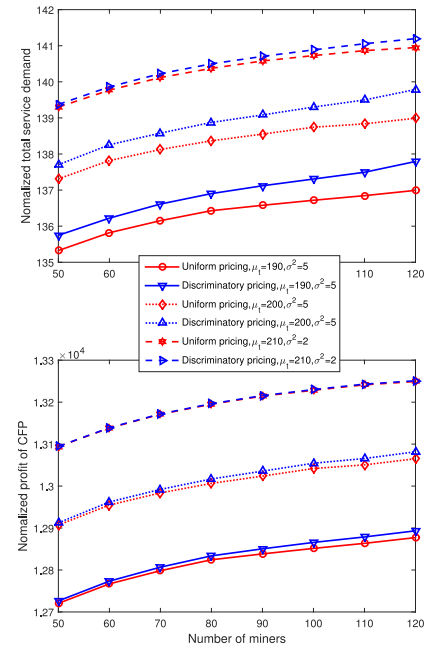 142
141
140
139
138
137
136
135
Nomalized total service demand
50 60 70 80 90 100 110 120
Uniform pricing,μ₁=190,σ²=5
Discriminatory pricing,μ₁=190,σ²=5
Uniform pricing,μ₁=200,σ²=5
Discriminatory pricing,μ₁=200,σ²=5
Uniform pricing,μ₁=210,σ²=2
Discriminatory pricing,μ₁=210,σ²=2
×10⁴
1.33
1.32
1.31
1.3
1.29
1.28
1.27
Nomalized profit of CFP
50 60 70 80 90 100 110 120
Number of miners